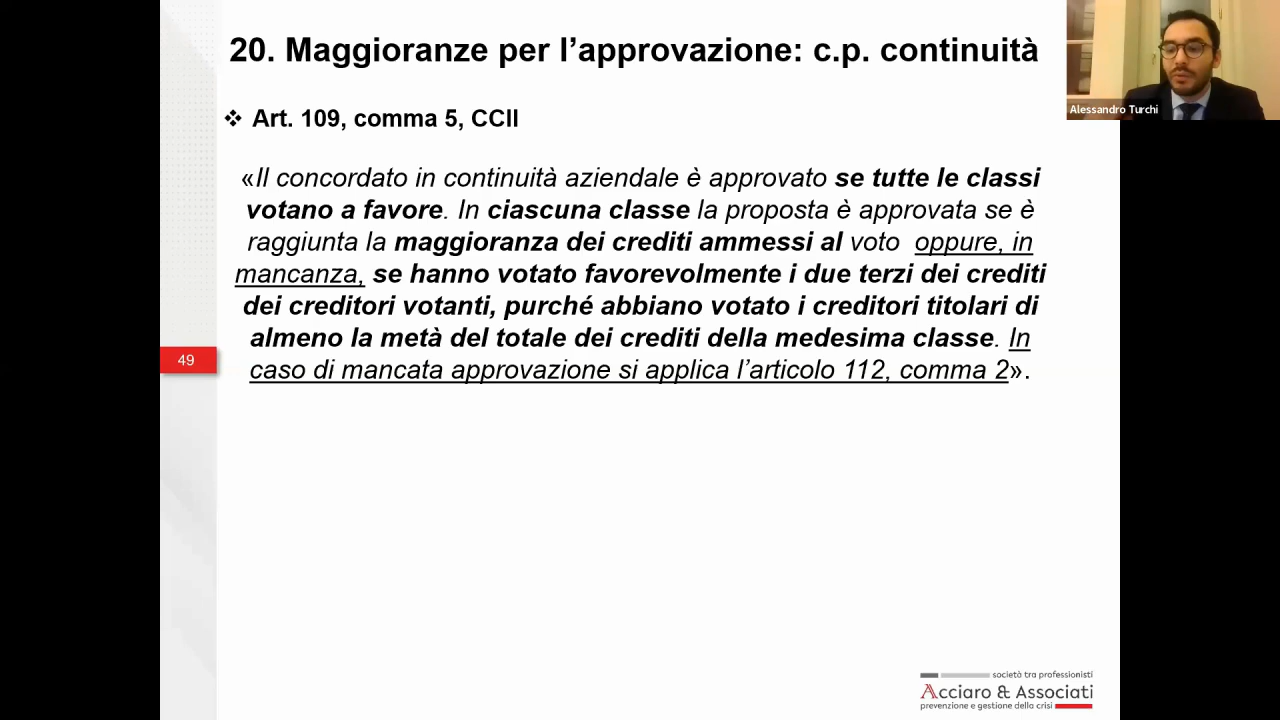 20. Maggioranze per l’approvazione: c.p. continuità
Alessandro Turchi
❖ Art. 109, comma 5, CCII
«Il concordato in continuità aziendale è approvato se tutte le classi
votano a favore. In ciascuna classe la proposta è approvata se è
raggiunta la maggioranza dei crediti ammessi al voto oppure, in
mancanza, se hanno votato favorevolmente i due terzi dei crediti
dei creditori votanti, purché abbiano votato i creditori titolari di
almeno la metà del totale dei crediti della medesima classe. In
caso di mancata approvazione si applica l’articolo 112, comma 2».
49
società tra professionisti
Acciaro & Associati
prevenzione e gestione della crisi